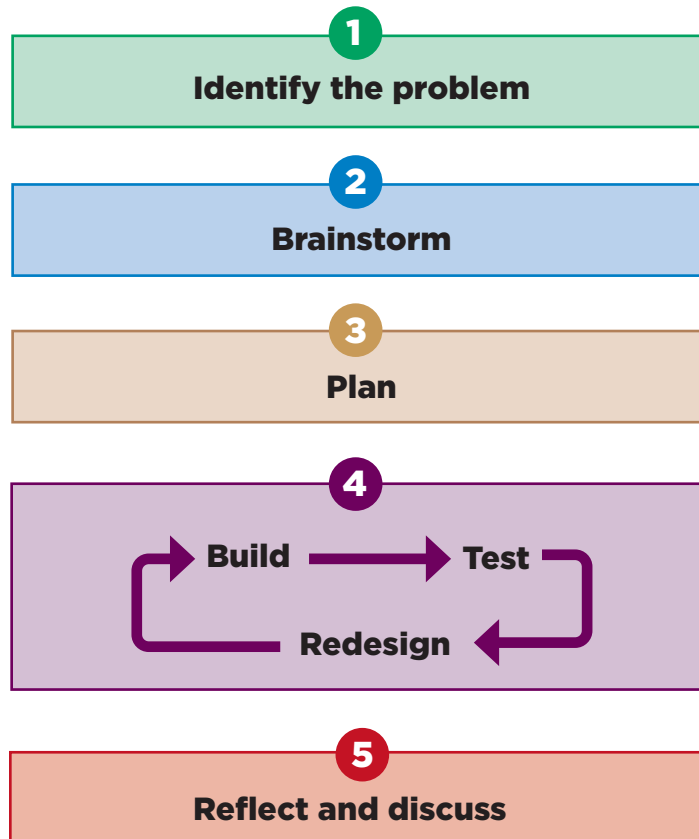 1
Identify the problem
2
Brainstorm
3
Plan
4
Build Test
Redesign
5
Reflect and discuss